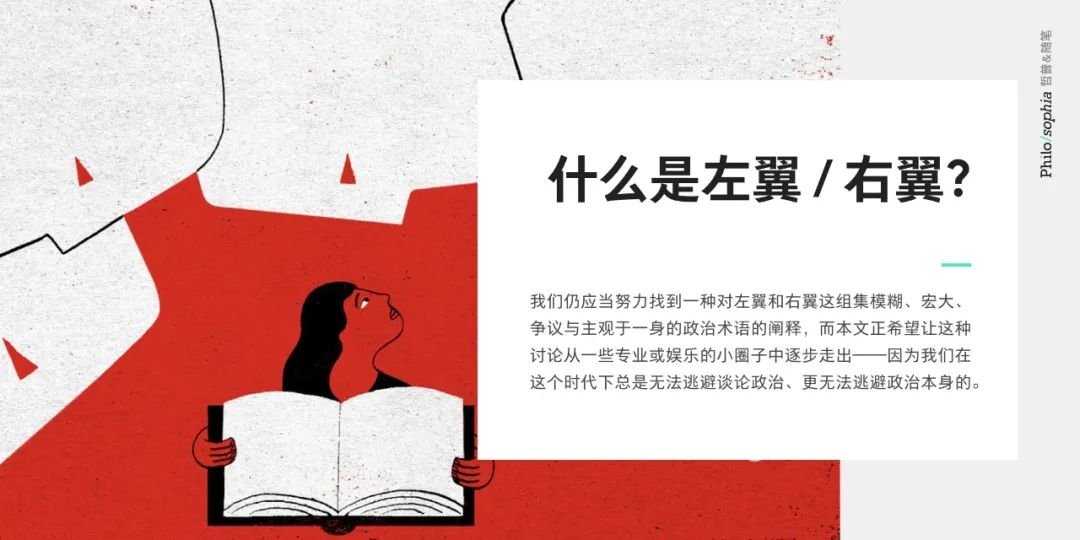 什么是左翼 / 右翼？
我们仍应当努力找到一种对左翼和右翼这组集模糊、宏大、
争议与主观于一身的政治术语的阐释，而本文正希望让这种
讨论从一些专业或娱乐的小圈子中逐步走出——因为我们在
这个时代下总是无法逃避谈论政治、更无法逃避政治本身的。
Philo/sophia 哲普&随笔